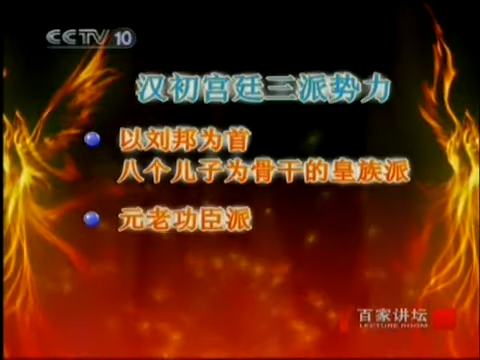 CCTV 10
汉初宫廷三派势力
以刘邦为首
八个儿子为骨干的皇族派
元老功臣派
百家讲坛
LECTURE ROOM